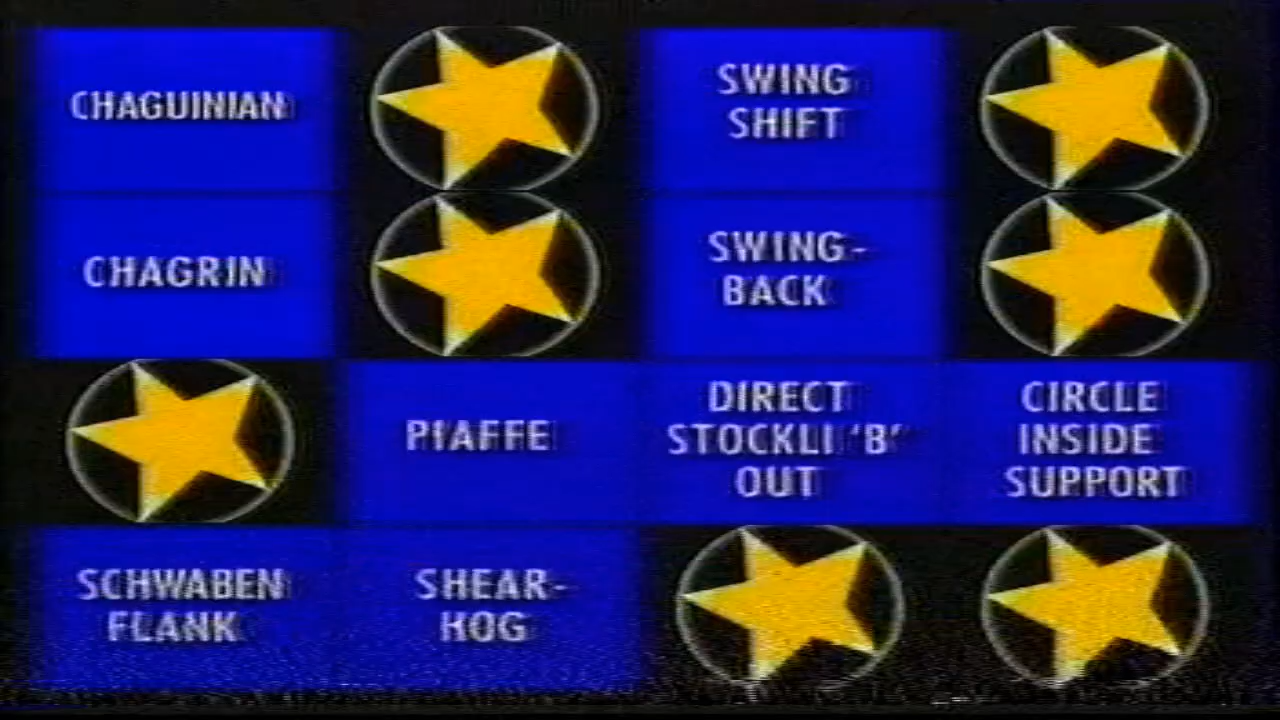 CHAGUINIAN
SWING
SHIFT
CHAGRIN
SWING-
BACK
PIAFFE
DIRECT
STOCKLI 'B'
OUT
CIRCLE
INSIDE
SUPPORT
SCHWABEN
FLANK
SHEAR-
HOG